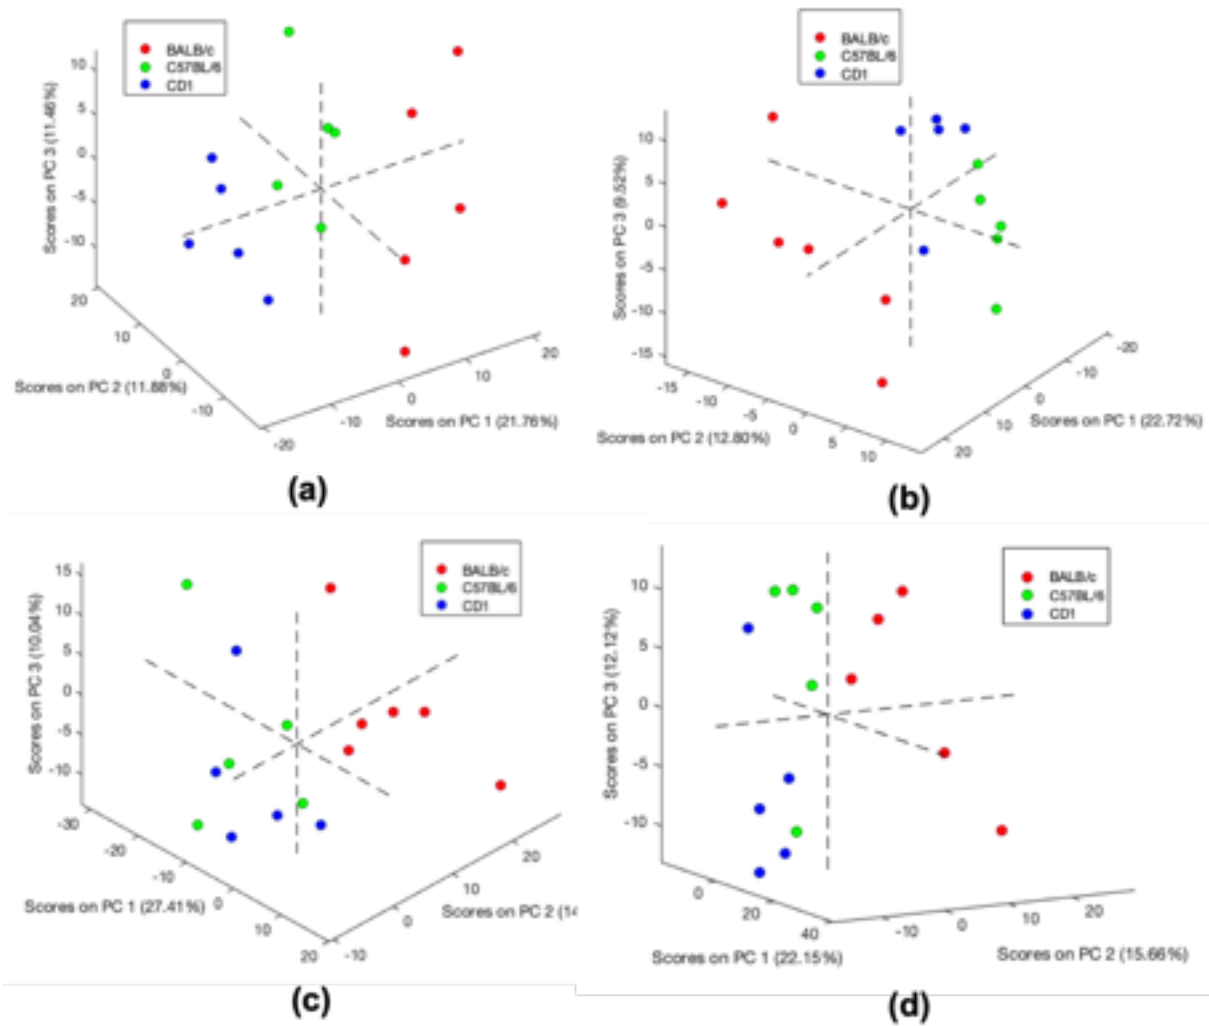 BALB/c
C57BL/6
CD1
Scores on PC 3 (11.46%)
10
5
0
-5
-10
20
10
0
-10
Scores on PC 2 (11.88%)
-20
-10
0
10
20
Scores on PC 1 (21.76%)
(a)
BALB/c
C57BL/6
CD1
Scores on PC 3 (9.52%)
10
5
0
-5
-10
-15
-15
-10
-5
0
5
10
Scores on PC 2 (12.80%)
20
10
0
-10
-20
Scores on PC 1 (22.72%)
(b)
BALB/c
C57BL/6
CD1
Scores on PC 3 (10.04%)
15
10
5
0
-5
-10
-30
-20
-10
0
10
20
Scores on PC 1 (27.41%)
-10
0
10
20
Scores on PC 2 (14
(c)
BALB/c
C57BL/6
CD1
Scores on PC 3 (12.12%)
10
5
0
-5
-10
0
20
40
Scores on PC 1 (22.15%)
-10
0
10
20
Scores on PC 2 (15.66%)
(d)